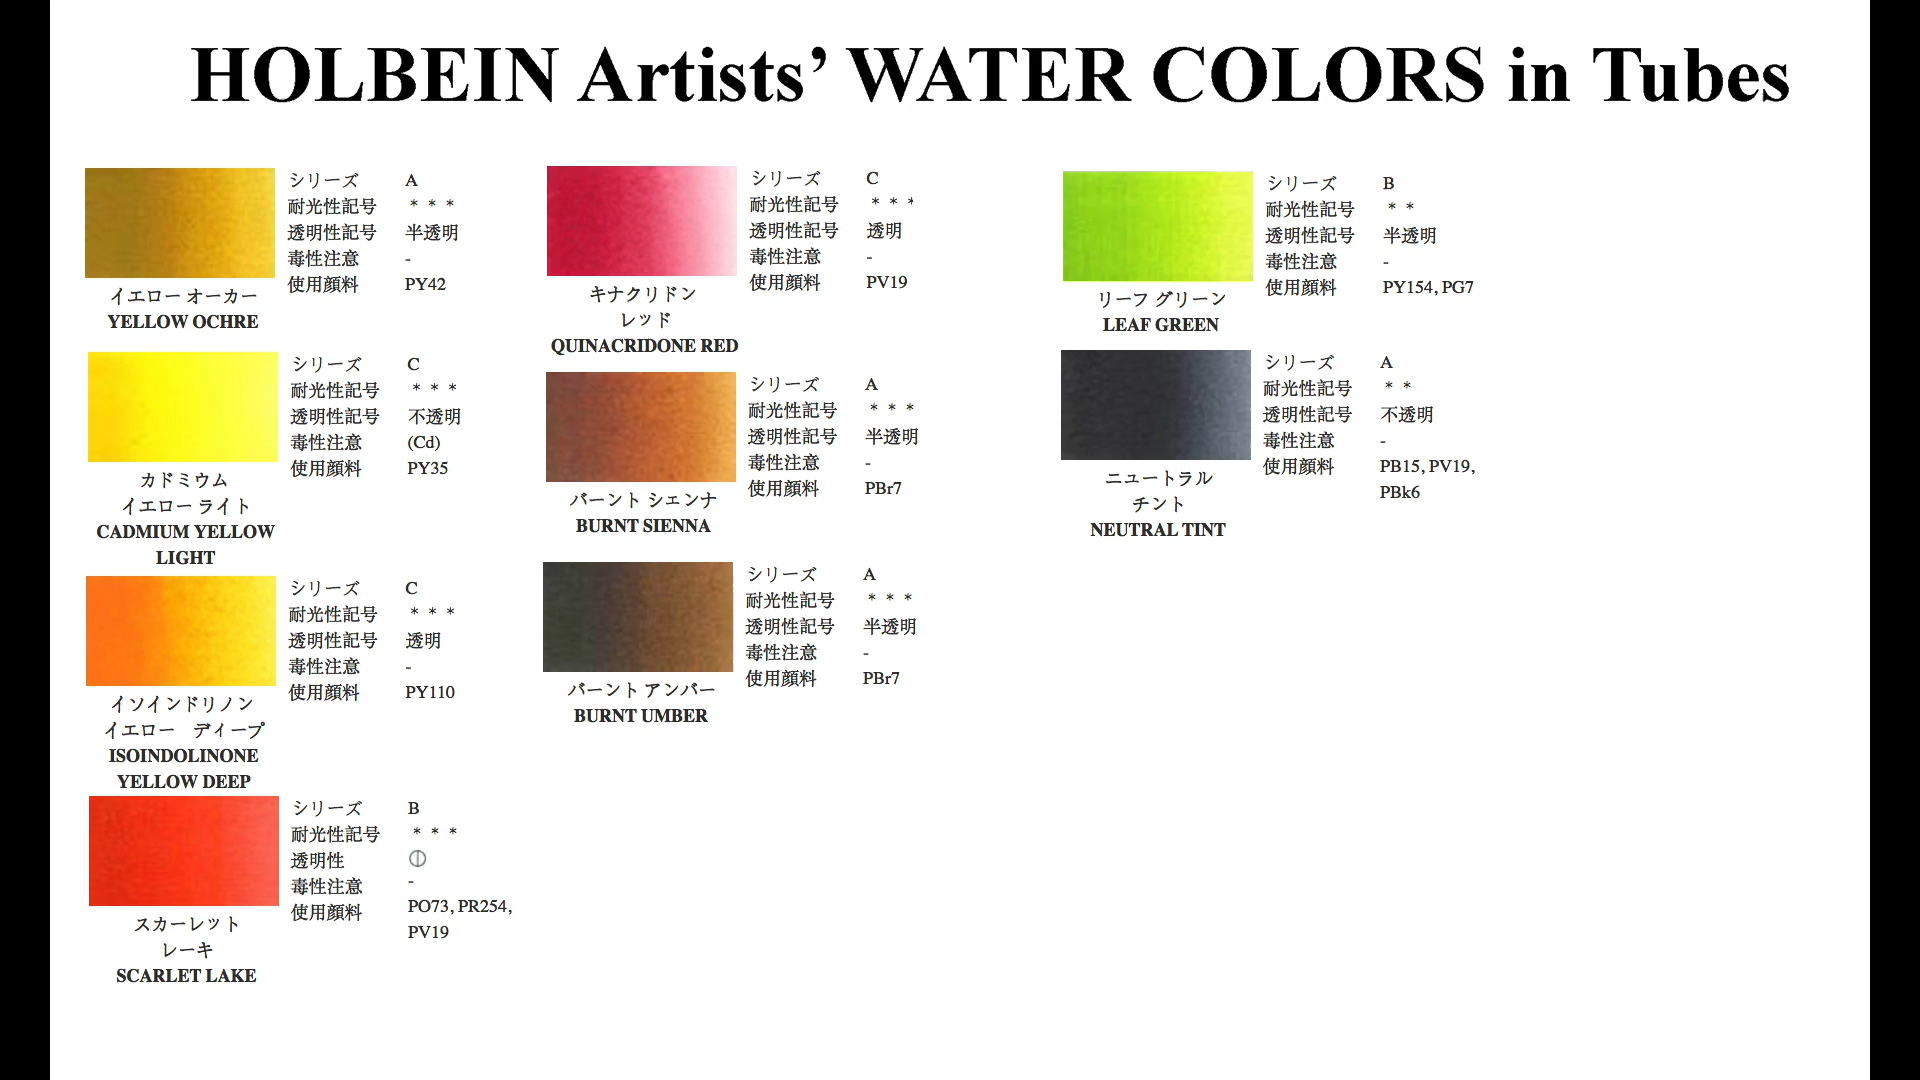 HOLBEIN Artists’ WATER COLORS in Tubes
シリーズ A
耐光性記号 ＊＊＊
透明性記号 半透明
毒性注意 -
使用顔料 PY42
イエロー オーカー
YELLOW OCHRE
シリーズ C
耐光性記号 ＊＊＊
透明性記号 不透明
毒性注意 (Cd)
使用顔料 PY35
カドミウム
イエロー ライト
CADMIUM YELLOW
LIGHT
シリーズ C
耐光性記号 ＊＊＊
透明性記号 透明
毒性注意 -
使用顔料 PY110
イソインドリノン
イエロー　ディープ
ISOINDOLINONE
YELLOW DEEP
シリーズ B
耐光性記号 ＊＊＊
透明性 ⦶
毒性注意 -
使用顔料 PO73, PR254,
PV19
スカーレット
レーキ
SCARLET LAKE
シリーズ C
耐光性記号 ＊＊＊
透明性記号 透明
毒性注意 -
使用顔料 PV19
キナクリドン
レッド
QUINACRIDONE RED
シリーズ A
耐光性記号 ＊＊＊
透明性記号 半透明
毒性注意 -
使用顔料 PBr7
バーント シェンナ
BURNT SIENNA
シリーズ A
耐光性記号 ＊＊＊
透明性記号 半透明
毒性注意 -
使用顔料 PBr7
バーント アンバー
BURNT UMBER
シリーズ B
耐光性記号 ＊＊
透明性記号 半透明
毒性注意 -
使用顔料 PY154, PG7
リーフ グリーン
LEAF GREEN
シリーズ A
耐光性記号 ＊＊
透明性記号 不透明
毒性注意 -
使用顔料 PB15, PV19,
PBk6
ニュートラル
チント
NEUTRAL TINT